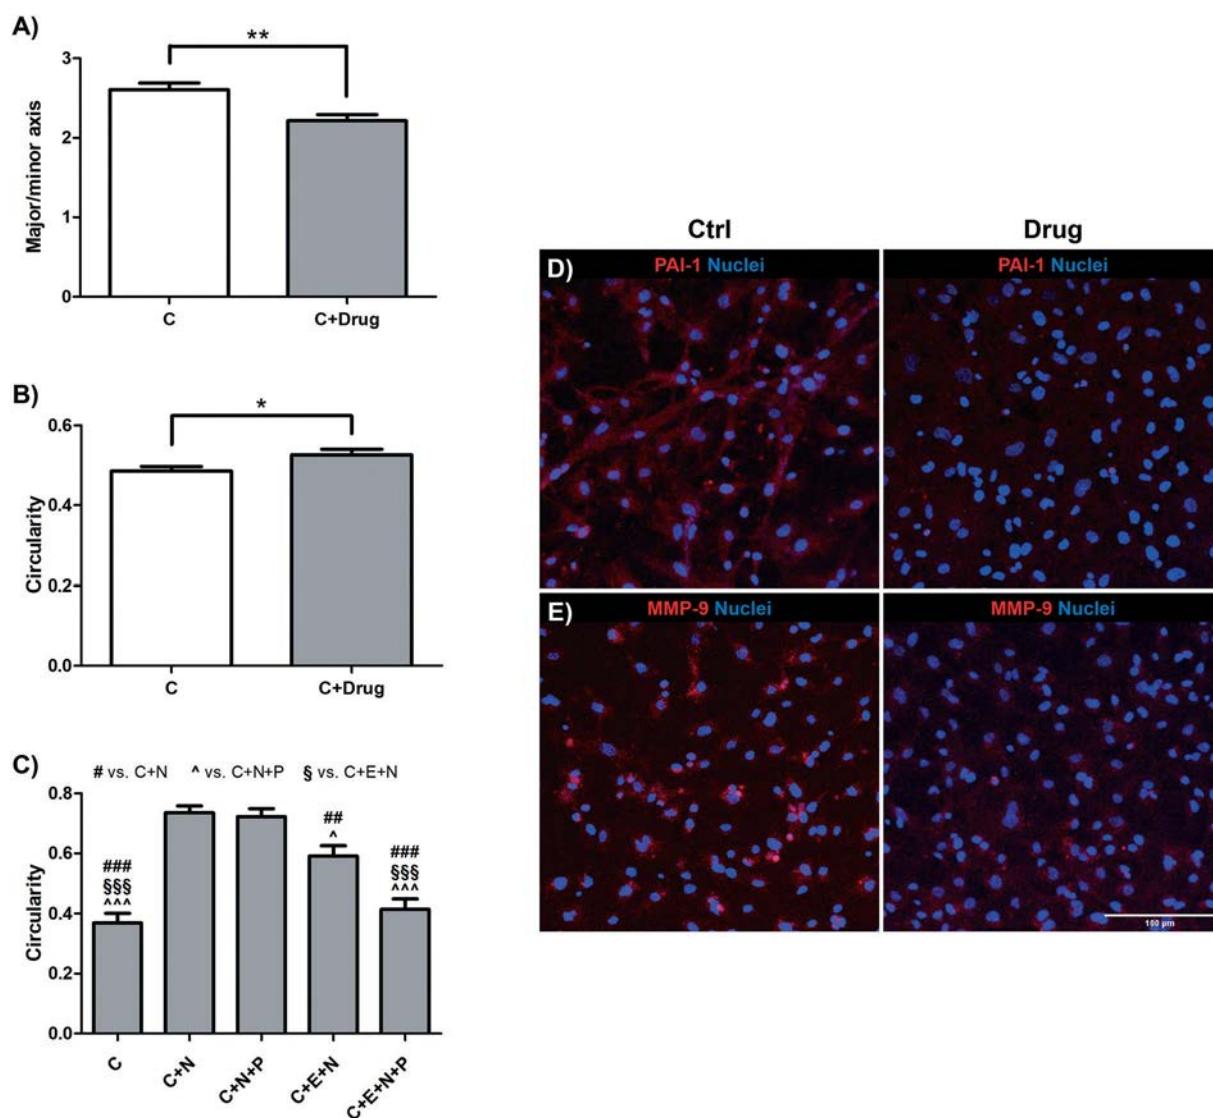 A)
**
3
2
1
0
Major/minor axis
C
C+Drug
B)
*
0.6
0.4
0.2
0.0
Circularity
C
C+Drug
C)
# vs. C+N ^ vs. C+N+P § vs. C+E+N
0.8
0.6
0.4
0.2
0.0
Circularity
###
§§§
^^^
##
^
###
§§§
^^^
C
C+N
C+N+P
C+E+N
C+E+N+P
Ctrl
Drug
D)
PAI-1 Nuclei
PAI-1 Nuclei
E)
MMP-9 Nuclei
MMP-9 Nuclei
100 µm